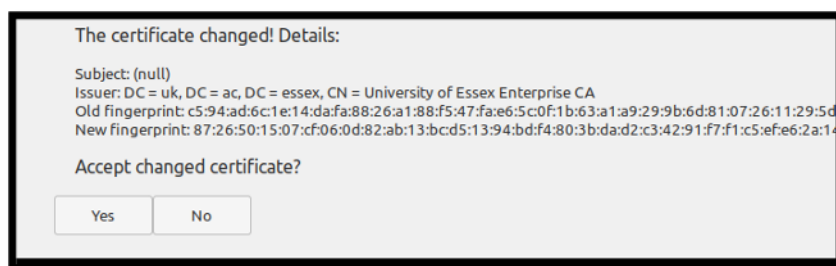 The certificate changed! Details:
Subject: (null)
Issuer: DC = uk, DC = ac, DC = essex, CN = University of Essex Enterprise CA
Old fingerprint: c5:94:ad:6c:1e:14:da:fa:88:26:a1:88:f5:47:fa:e6:5c:0f:1b:63:a1:a9:29:9b:6d:81:07:26:11:29:5d
New fingerprint: 87:26:50:15:07:cf:06:0d:82:ab:13:bc:d5:13:94:bd:f4:80:3b:da:d2:c3:42:91:f7:f1:c5:ef:e6:2a:14
Accept changed certificate?
Yes No